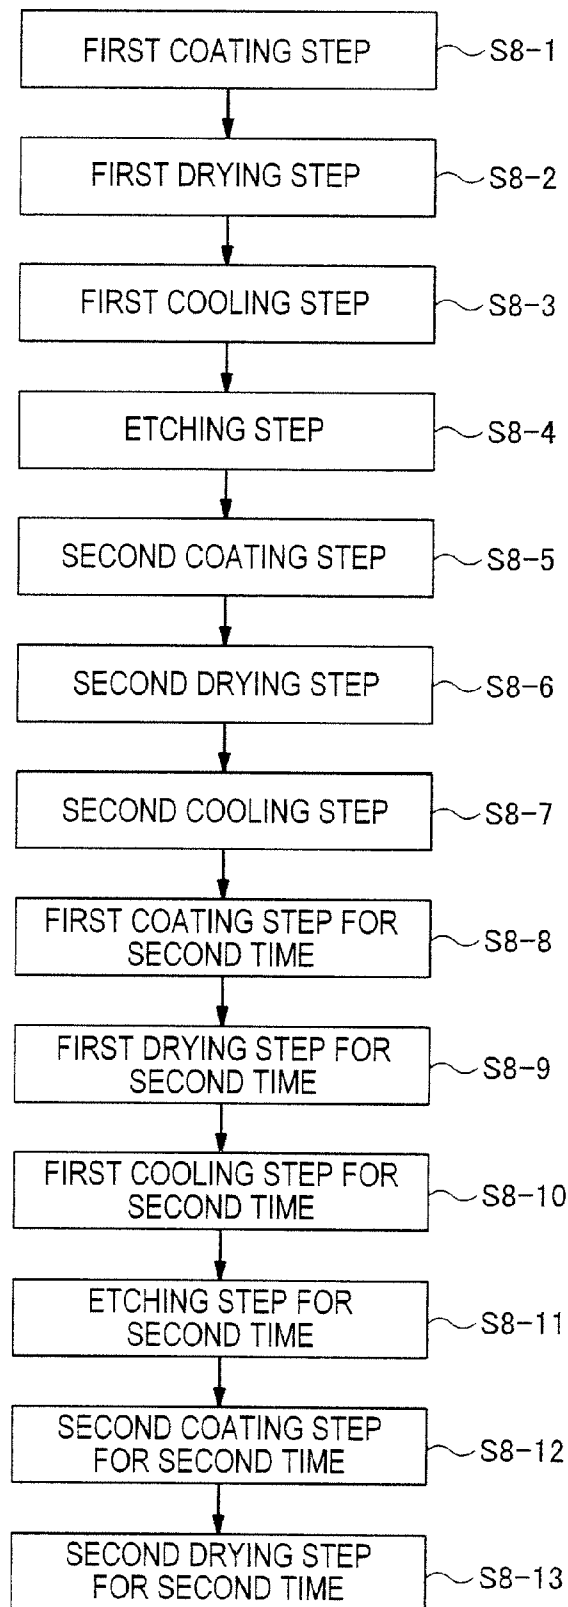 FIRST COATING STEP S8-1
FIRST DRYING STEP S8-2
FIRST COOLING STEP S8-3
ETCHING STEP S8-4
SECOND COATING STEP S8-5
SECOND DRYING STEP S8-6
SECOND COOLING STEP S8-7
FIRST COATING STEP FOR
SECOND TIME S8-8
FIRST DRYING STEP FOR
SECOND TIME S8-9
FIRST COOLING STEP FOR
SECOND TIME S8-10
ETCHING STEP FOR
SECOND TIME S8-11
SECOND COATING STEP
FOR SECOND TIME S8-12
SECOND DRYING STEP
FOR SECOND TIME S8-13